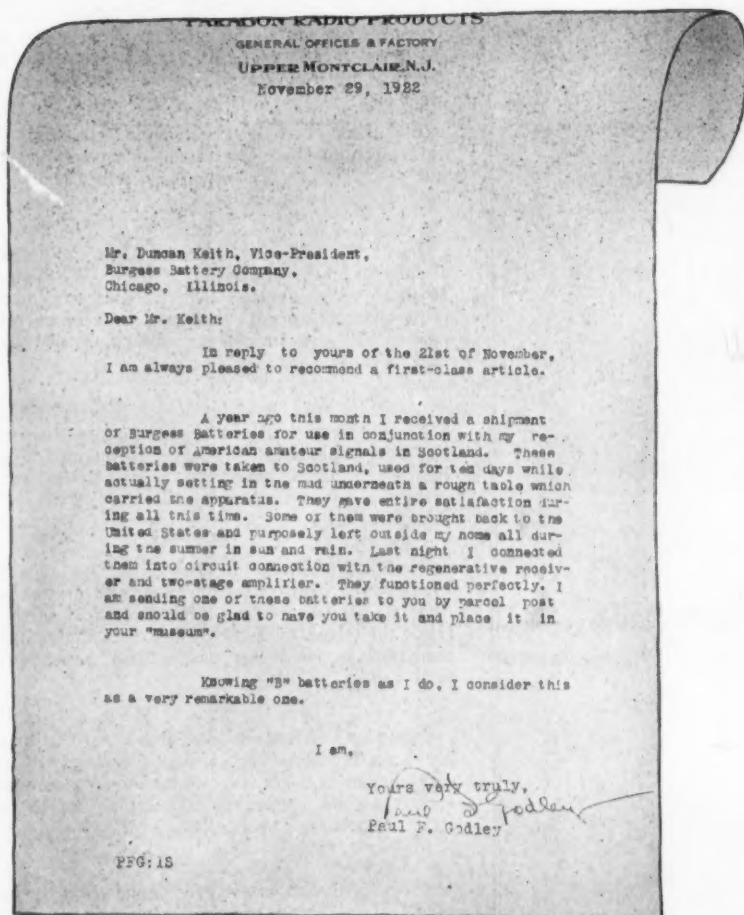 PARAGON RADIO PRODUCTS
GENERAL OFFICES & FACTORY
UPPER MONTCLAIR, N.J.
November 29, 1922
Mr. Duncan Keith, Vice-President,
Burgess Battery Company,
Chicago, Illinois.
Dear Mr. Keith:
In reply to yours of the 21st of November,
I am always pleased to recommend a first-class article.
A year ago this month I received a shipment
of Burgess Batteries for use in conjunction with my re-
ception of American amateur signals in Scotland. These
batteries were taken to Scotland, used for ten days while
actually setting in the mud underneath a rough table which
carried the apparatus. They gave entire satisfaction dur-
ing all this time. Some of them were brought back to the
United States and purposely left outside my home all dur-
ing the summer in sun and rain. Last night I connected
them into circuit connection with the regenerative receiv-
er and two-stage amplifier. They functioned perfectly. I
am sending one of these batteries to you by parcel post
and should be glad to have you take it and place it in
your "museum".
Knowing "B" batteries as I do, I consider this
as a very remarkable one.
I am,
Yours very truly,
Paul F Godley
Paul F. Godley
PFG:IS